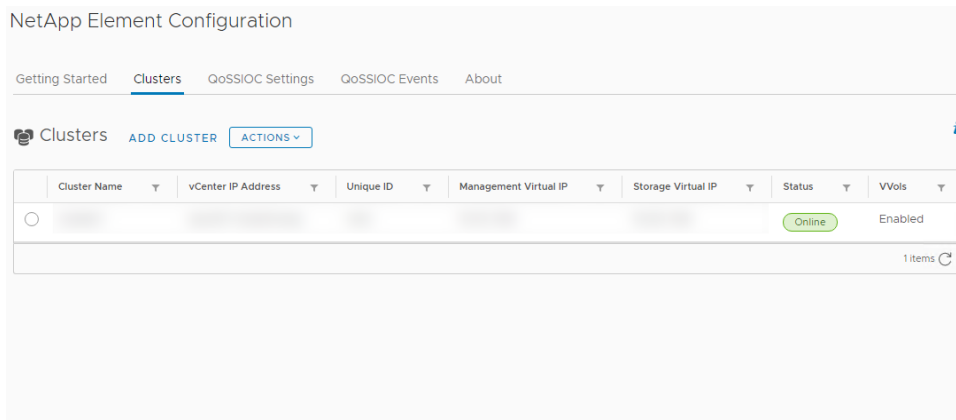 NetApp Element Configuration
Getting Started Clusters QoSSIOC Settings QoSSIOC Events About
Clusters ADD CLUSTER ACTIONS
Cluster Name vCenter IP Address Unique ID Management Virtual IP Storage Virtual IP Status VVols
Online Enabled
1 items